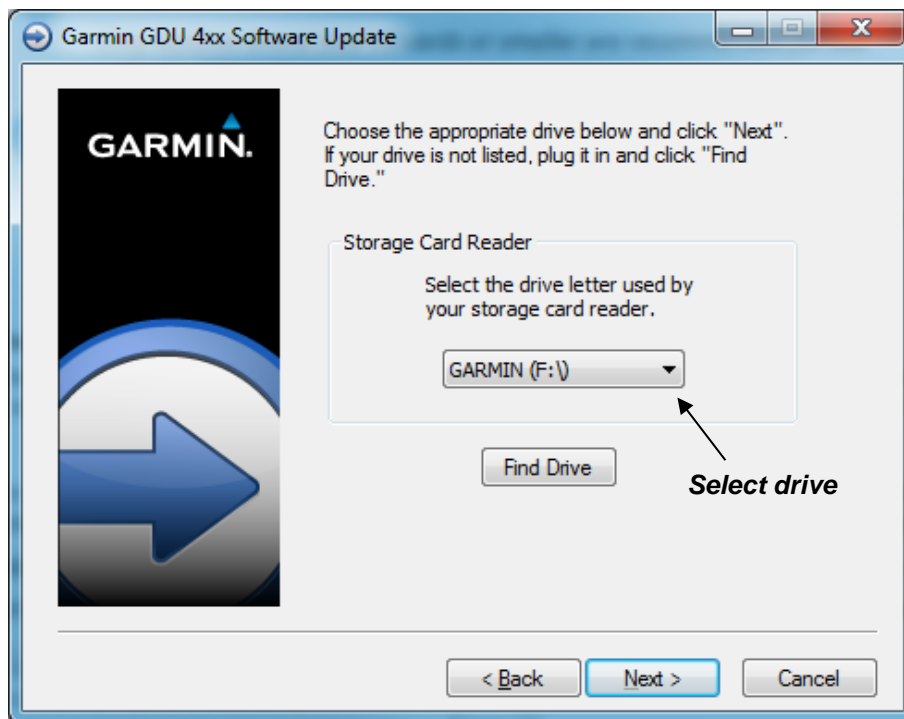 Garmin GDU 4xx Software Update
GARMIN.
Choose the appropriate drive below and click "Next".
If your drive is not listed, plug it in and click "Find
Drive."
Storage Card Reader
Select the drive letter used by
your storage card reader.
GARMIN (F:\)
Find Drive
Select drive
< Back
Next >
Cancel